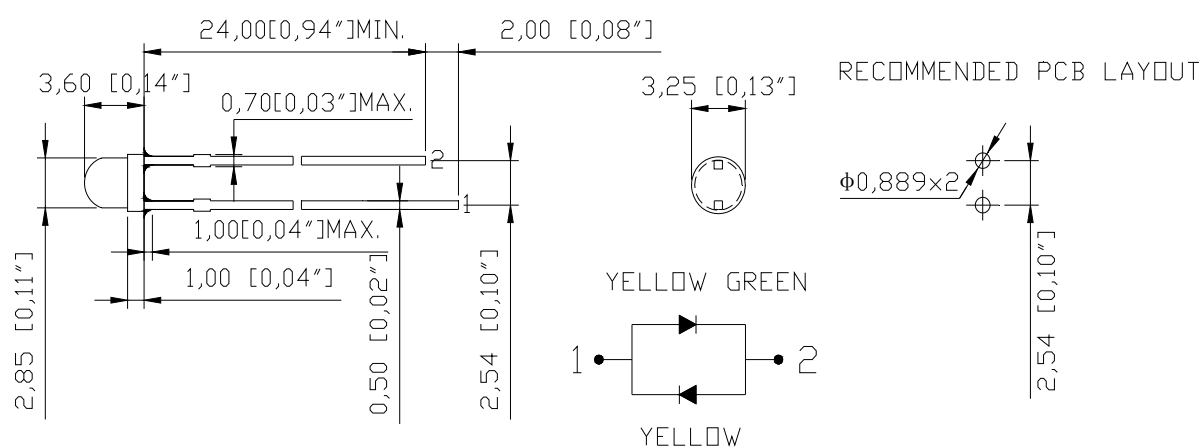 24,00[0,94"]MIN.
2,00 [0,08"]
3,60 [0,14"]
0,70[0,03"]MAX.
2
1
1,00[0,04"]MAX.
1,00 [0,04"]
2,85 [0,11"]
0,50 [0,02"]
2,54 [0,10"]
3,25 [0,13"]
RECOMMENDED PCB LAYOUT
ϕ0,889×2
2,54 [0,10"]
YELLOW GREEN
1
2
YELLOW